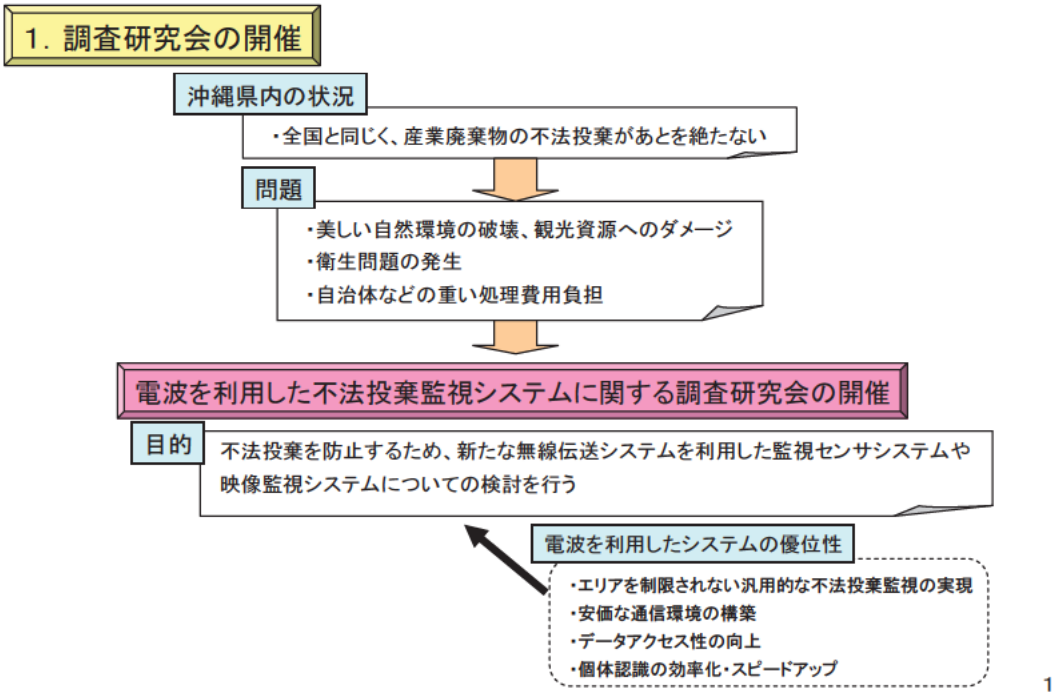 1．調査研究会の開催
沖縄県内の状況
・全国と同じく、産業廃棄物の不法投棄があとを絶たない
問題
・美しい自然環境の破壊、観光資源へのダメージ
・衛生問題の発生
・自治体などの重い処理費用負担
電波を利用した不法投棄監視システムに関する調査研究会の開催
目的
不法投棄を防止するため、新たな無線伝送システムを利用した監視センサシステムや
映像監視システムについての検討を行う
電波を利用したシステムの優位性
・エリアを制限されない汎用的な不法投棄監視の実現
・安価な通信環境の構築
・データアクセス性の向上
・個体認識の効率化・スピードアップ
1